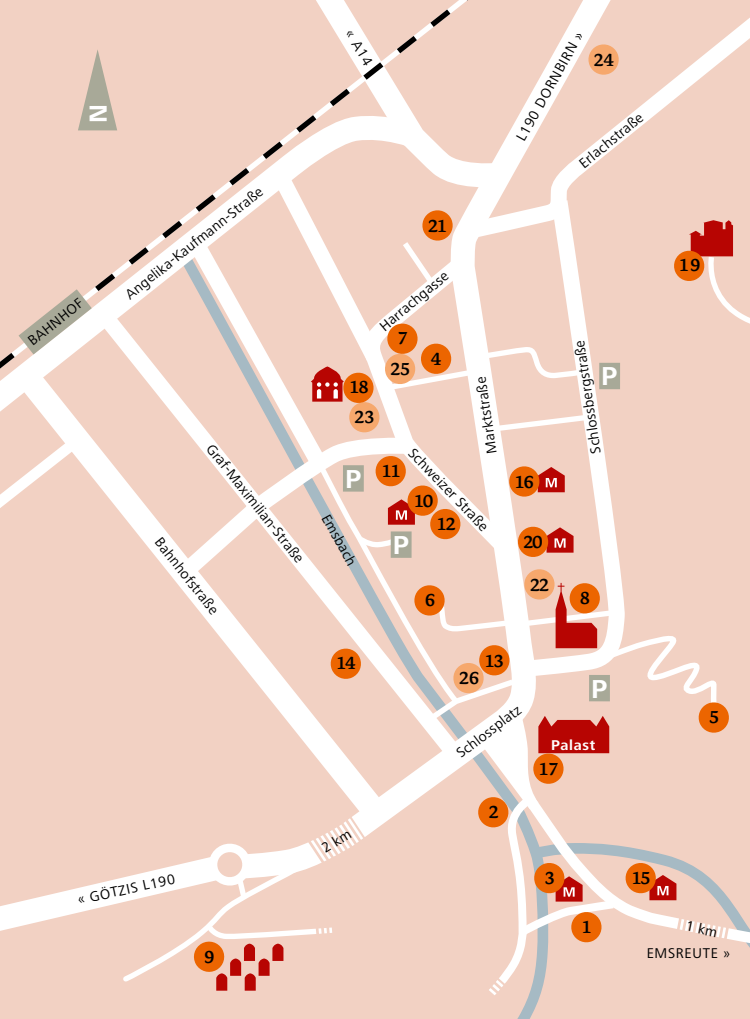 « A14
L190 DORNBIRN »
24
N
Erlachstraße
Angelika-Kaufmann-Straße
21
19
BAHNHOF
Harrachgasse
7
4
25
P
18
23
Marktstraße
Schlossbergstraße
Graf-Maximilian-Straße
Schweizer Straße
11
P
16 M
10
M
12
Emsbach
P
20 M
Bahnhofstraße
22
8
6
14
13
26
P
5
Schlossplatz
Palast
17
2
2 km
3
M
15
M
« GÖTZIS L190
1
1 km
EMSREUTE »
9